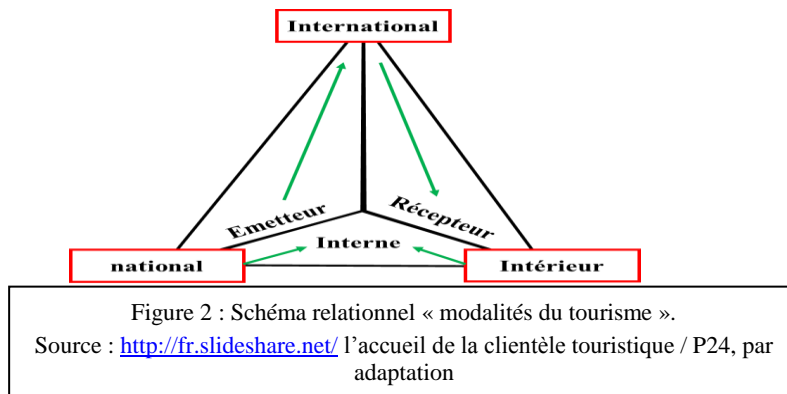 International
Emetteur
Récepteur
Interne
national
Intérieur
Figure 2 : Schéma relationnel « modalités du tourisme ».
Source : http://fr.slideshare.net/ l’accueil de la clientèle touristique / P24, par
adaptation